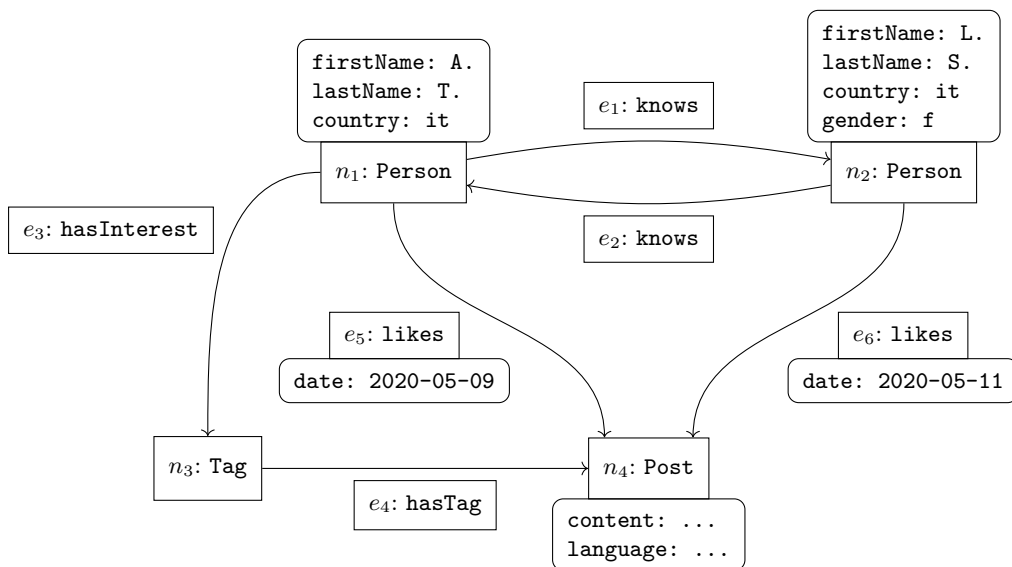 firstName: A.
lastName: T.
country: it
n₁: Person
e₁: knows
firstName: L.
lastName: S.
country: it
gender: f
n₂: Person
e₂: knows
e₃: hasInterest
e₅: likes
date: 2020-05-09
e₆: likes
date: 2020-05-11
n₃: Tag
e₄: hasTag
n₄: Post
content: ...
language: ...